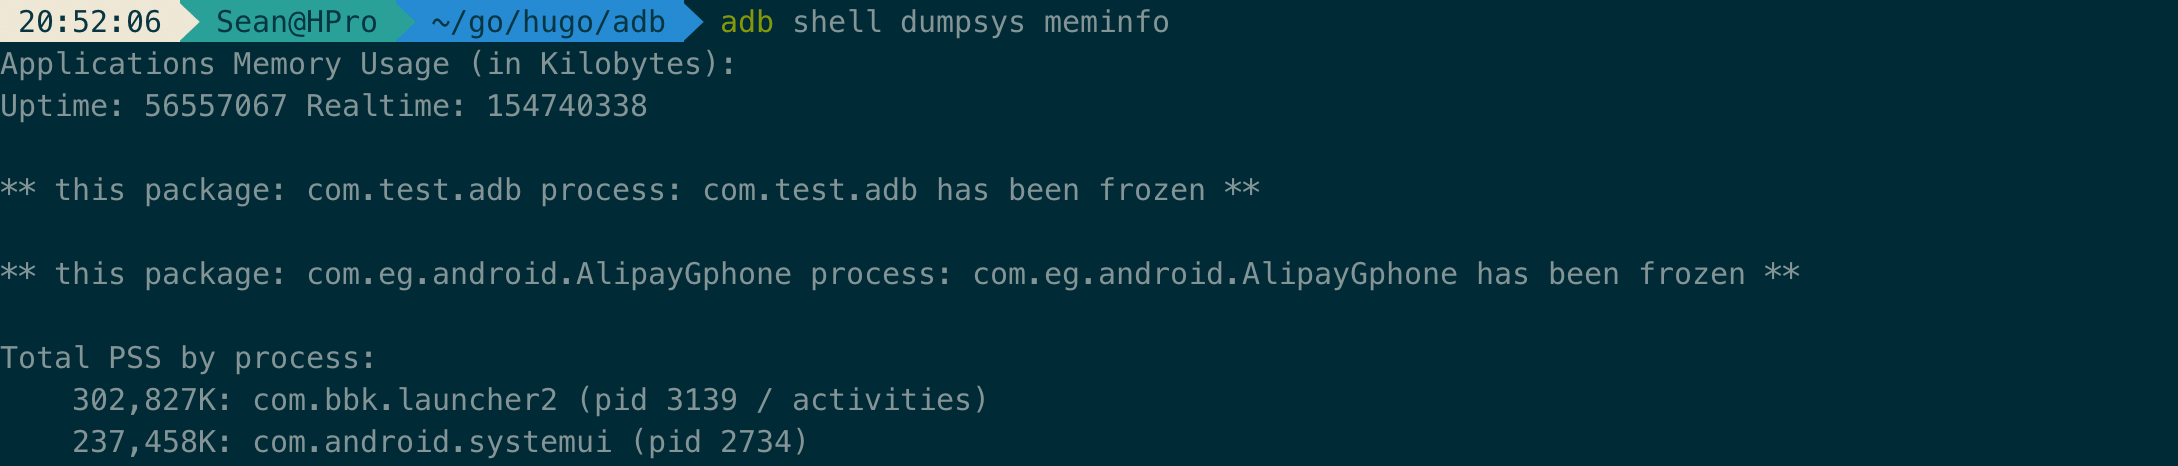 20:52:06 Sean@HPro ~/go/hugo/adb adb shell dumpsys meminfo
Applications Memory Usage (in Kilobytes):
Uptime: 56557067 Realtime: 154740338
** this package: com.test.adb process: com.test.adb has been frozen **
** this package: com.eg.android.AlipayGphone process: com.eg.android.AlipayGphone has been frozen **
Total PSS by process:
302,827K: com.bbk.launcher2 (pid 3139 / activities)
237,458K: com.android.systemui (pid 2734)